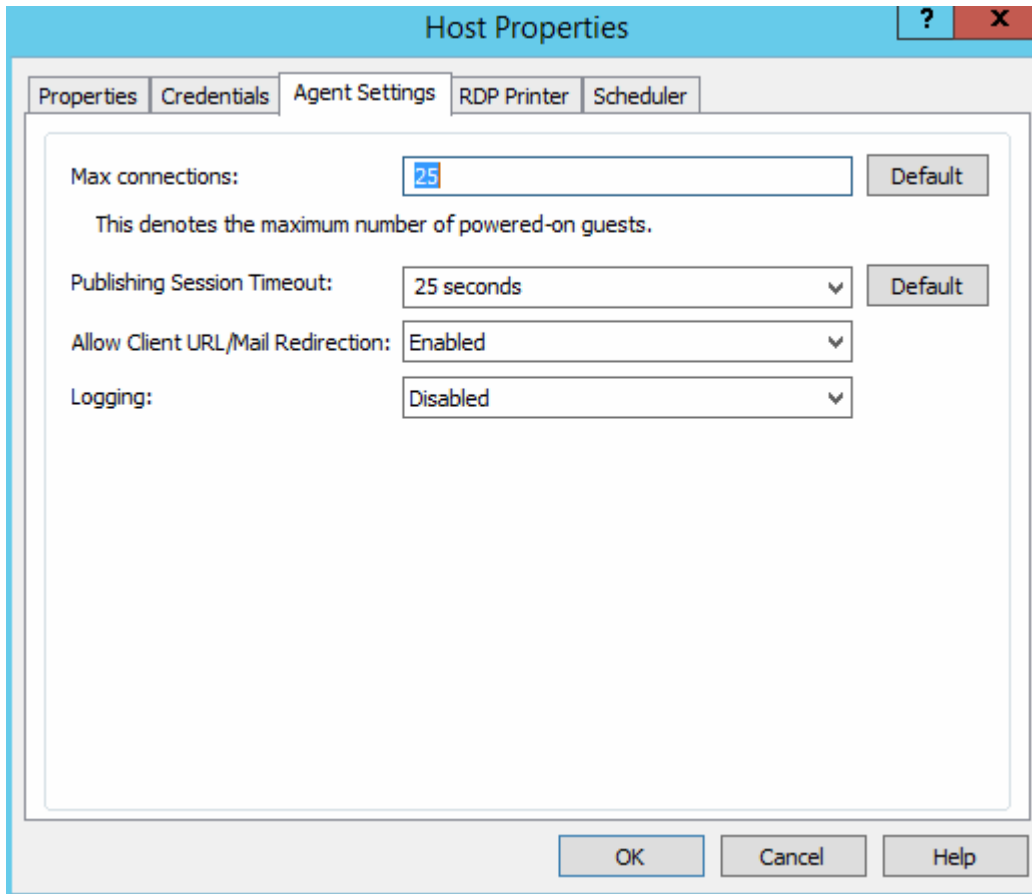 Host Properties
? x
Properties Credentials Agent Settings RDP Printer Scheduler
Max connections: 25 Default
This denotes the maximum number of powered-on guests.
Publishing Session Timeout: 25 seconds Default
Allow Client URL/Mail Redirection: Enabled
Logging: Disabled
OK Cancel Help